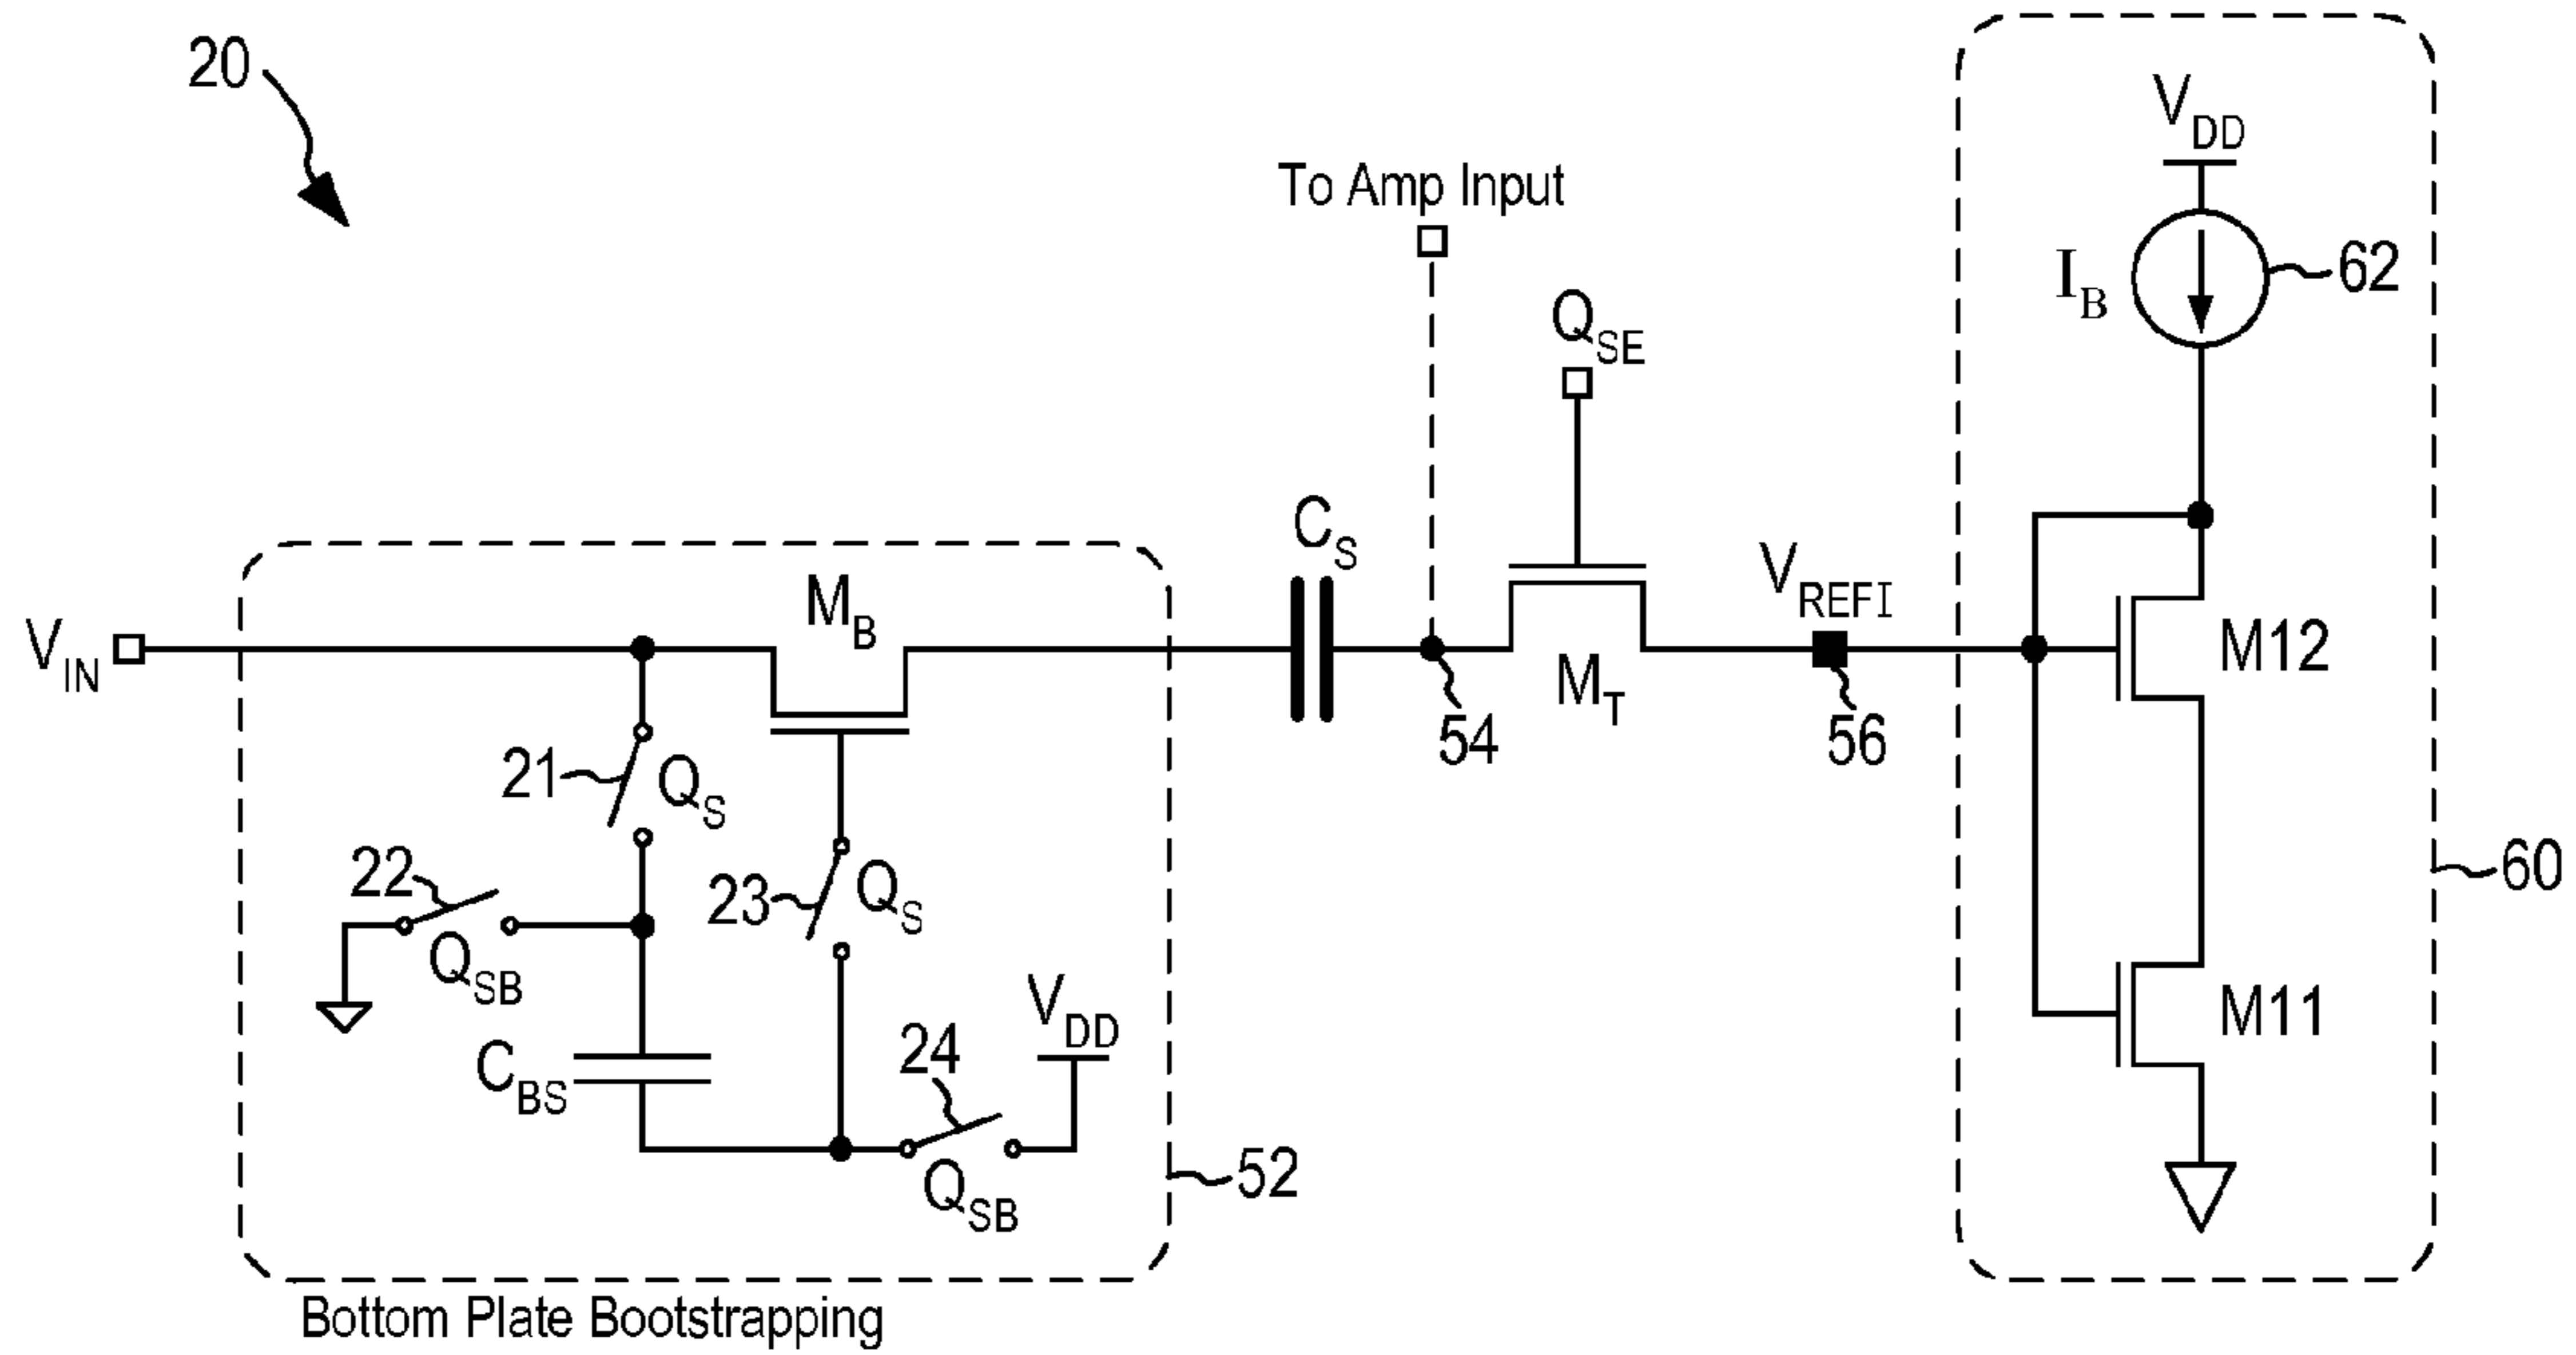 20
V_DD
I_B
62
To Amp Input
Q_SE
C_S
V_REFI
M_B
M12
V_IN
M_T
54
56
21
Q_S
22
23
Q_S
60
Q_SB
V_DD
M11
24
C_BS
52
Q_SB
Bottom Plate Bootstrapping